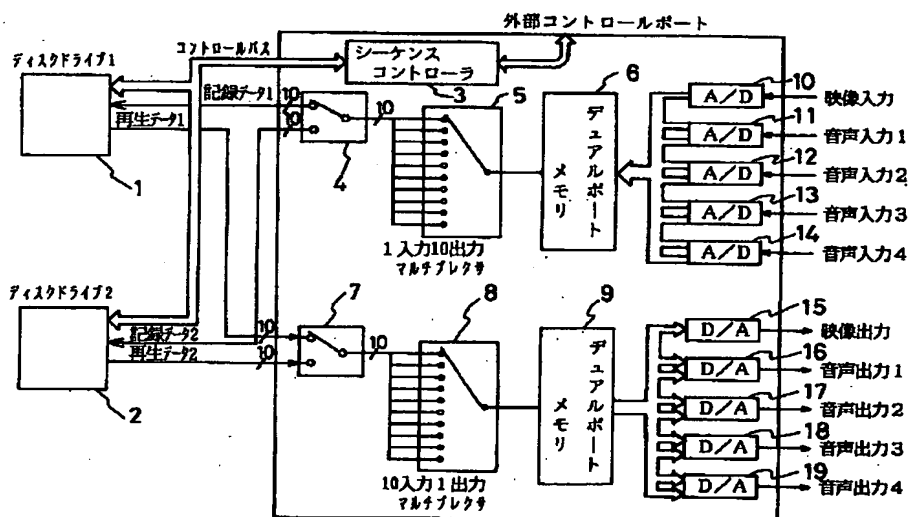 外部コントロールポート
コントロールバス
シーケンス
コントローラ
3
ディスクドライブ1
記録データ1
再生データ1
1
10
10
4
10
5
1入力10出力
マルチプレクサ
6
デュアルポート
メモリ
A/D
10
映像入力
A/D
11
音声入力1
A/D
12
音声入力2
A/D
13
音声入力3
A/D
14
音声入力4
ディスクドライブ2
記録データ2
再生データ2
2
10
10
7
10
8
10入力1出力
マルチプレクサ
9
デュアルポート
メモリ
D/A
15
映像出力
D/A
16
音声出力1
D/A
17
音声出力2
D/A
18
音声出力3
D/A
19
音声出力4